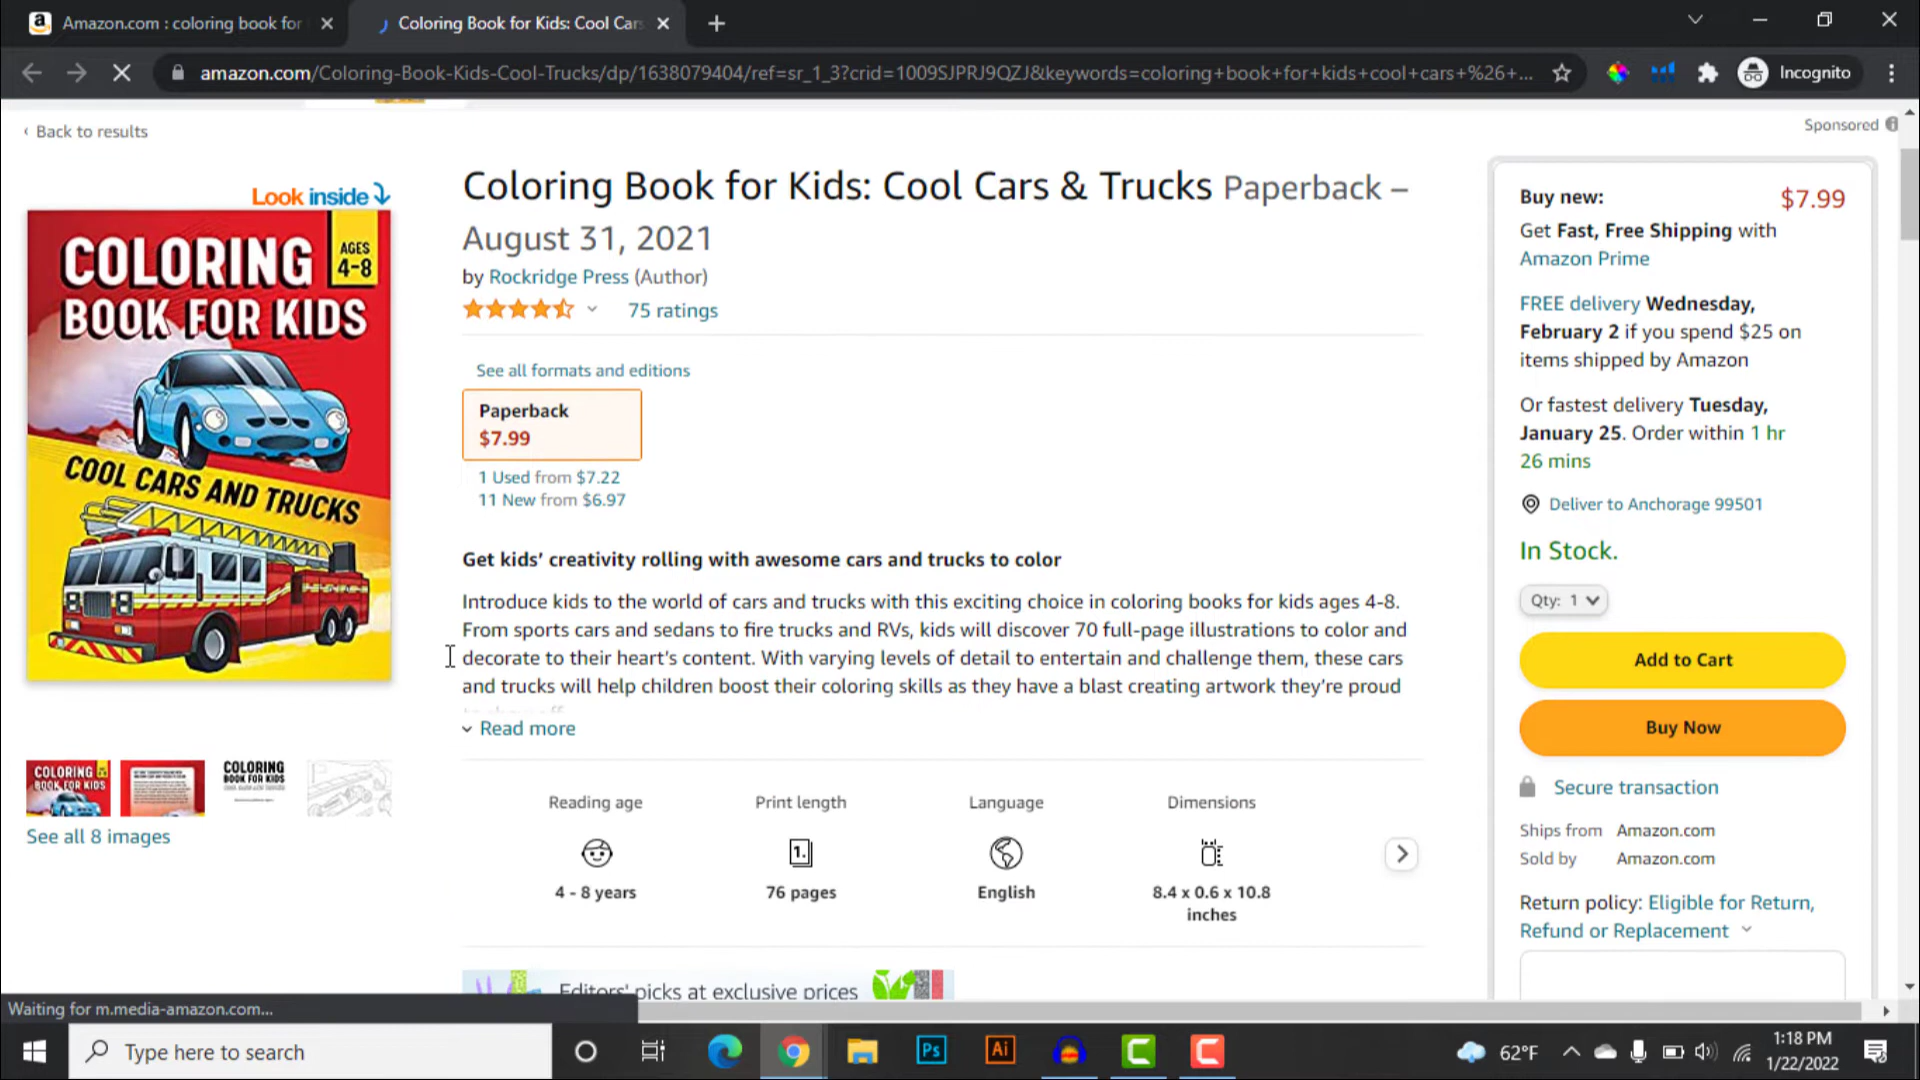 Amazon.com : coloring book for
Coloring Book for Kids: Cool Cars
amazon.com/Coloring-Book-Kids-Cool-Trucks/dp/1638079404/ref=sr_1_3?crid=1009SJPRJ9QZJ&keywords=coloring+book+for+kids+cool+cars+%26+...
Incognito
‹ Back to results
Sponsored
Look inside
COLORING
BOOK FOR KIDS
AGES
4-8
COOL CARS AND TRUCKS
COLORING
BOOK FOR KIDS
COLORING
BOOK FOR KIDS
See all 8 images
Coloring Book for Kids: Cool Cars & Trucks Paperback –
August 31, 2021
by Rockridge Press (Author)
75 ratings
See all formats and editions
Paperback
$7.99
1 Used from $7.22
11 New from $6.97
Get kids’ creativity rolling with awesome cars and trucks to color
Introduce kids to the world of cars and trucks with this exciting choice in coloring books for kids ages 4-8.
From sports cars and sedans to fire trucks and RVs, kids will discover 70 full-page illustrations to color and
decorate to their heart’s content. With varying levels of detail to entertain and challenge them, these cars
and trucks will help children boost their coloring skills as they have a blast creating artwork they’re proud
Read more
Reading age
4 - 8 years
Print length
1.
76 pages
Language
English
Dimensions
8.4 x 0.6 x 10.8
inches
Editors' picks at exclusive prices
Buy new:
$7.99
Get Fast, Free Shipping with
Amazon Prime
FREE delivery Wednesday,
February 2 if you spend $25 on
items shipped by Amazon
Or fastest delivery Tuesday,
January 25. Order within 1 hr
26 mins
Deliver to Anchorage 99501
In Stock.
Qty: 1
Add to Cart
Buy Now
Secure transaction
Ships from Amazon.com
Sold by Amazon.com
Return policy: Eligible for Return,
Refund or Replacement
Waiting for m.media-amazon.com...
Type here to search
Ps
Ai
62°F
1:18 PM
1/22/2022